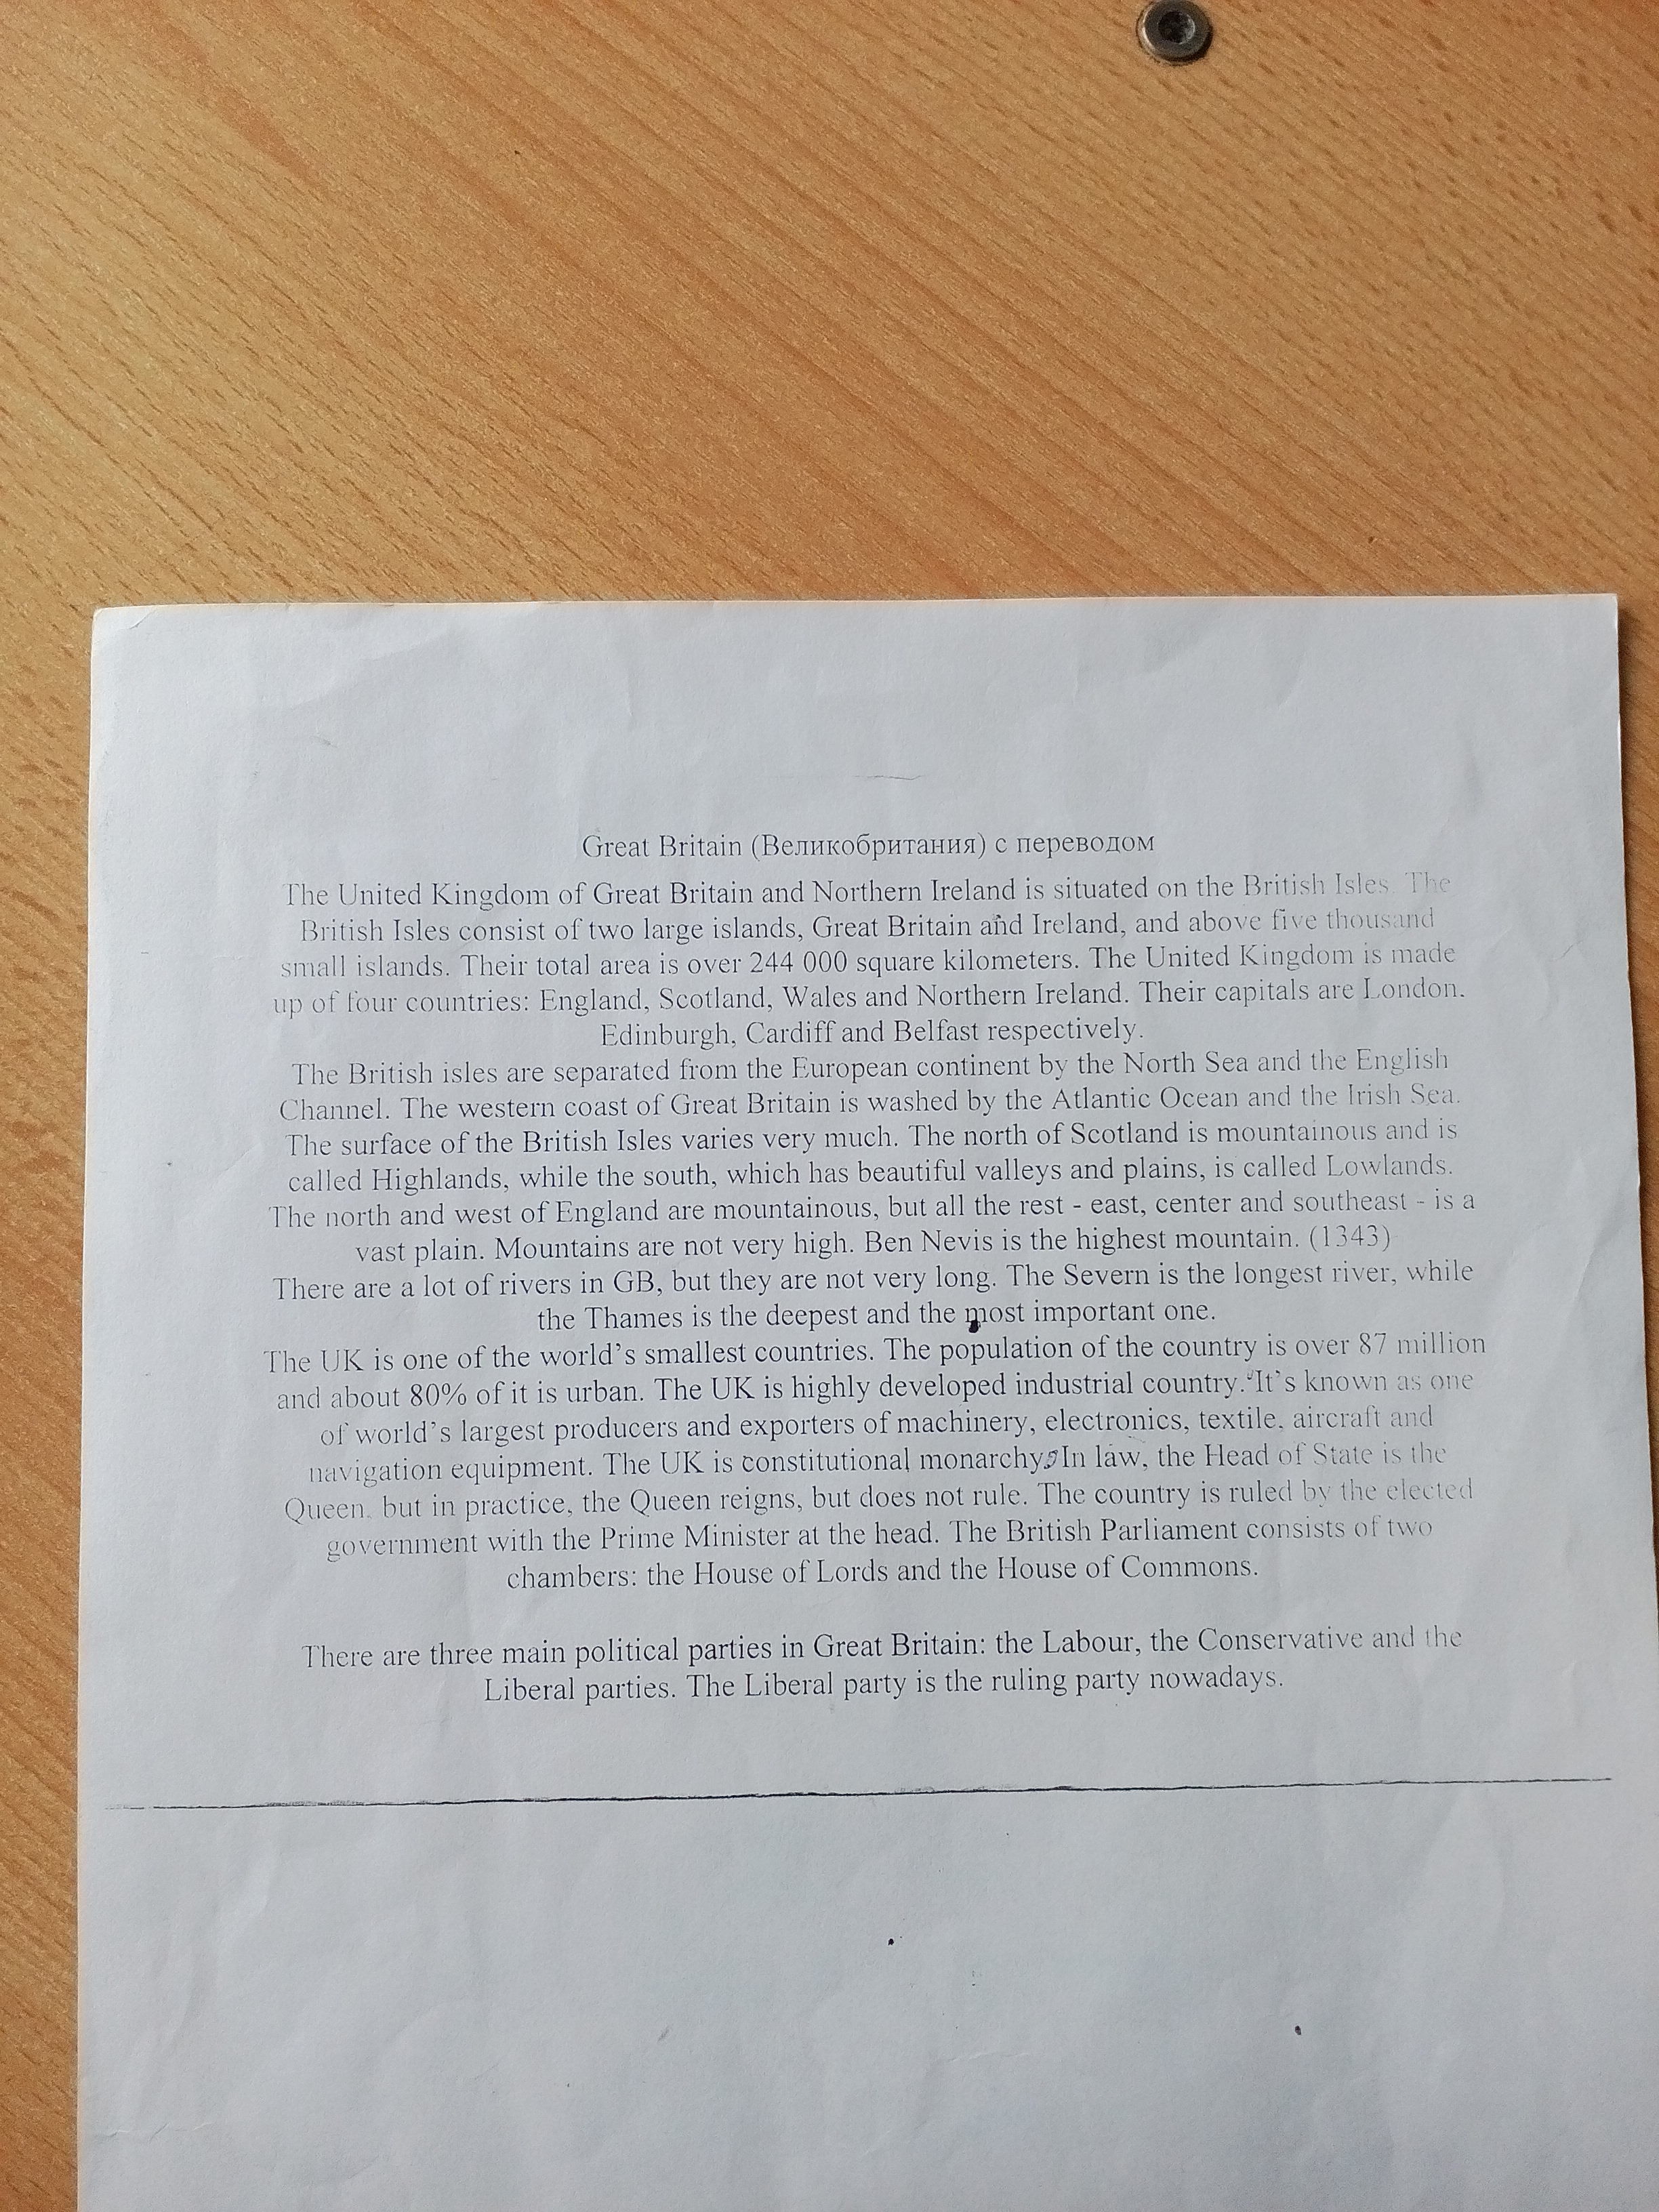 Great Britain (Великобритания) с переводом
The United Kingdom of Great Britain and Northern Ireland is situated on the British Isles. The
British Isles consist of two large islands, Great Britain and Ireland, and above five thousand
small islands. Their total area is over 244 000 square kilometers. The United Kingdom is made
up of four countries: England, Scotland, Wales and Northern Ireland. Their capitals are London.
Edinburgh, Cardiff and Belfast respectively.
The British isles are separated from the European continent by the North Sea and the English
Channel. The western coast of Great Britain is washed by the Atlantic Ocean and the Irish Sea.
The surface of the British Isles varies very much. The north of Scotland is mountainous and is
called Highlands, while the south, which has beautiful valleys and plains, is called Lowlands.
The north and west of England are mountainous, but all the rest - east, center and southeast - is a
vast plain. Mountains are not very high. Ben Nevis is the highest mountain. (1343)
There are a lot of rivers in GB, but they are not very long. The Severn is the longest river, while
the Thames is the deepest and the most important one.
The UK is one of the world's smallest countries. The population of the country is over 87 million
and about 80% of it is urban. The UK is highly developed industrial country. It's known as one
of world's largest producers and exporters of machinery, electronics, textile, aircraft and
navigation equipment. The UK is constitutional monarchy. In law, the Head of State is the
Queen, but in practice, the Queen reigns, but does not rule. The country is ruled by the elected
government with the Prime Minister at the head. The British Parliament consists of two
chambers: the House of Lords and the House of Commons.
There are three main political parties in Great Britain: the Labour, the Conservative and the
Liberal parties. The Liberal party is the ruling party nowadays.